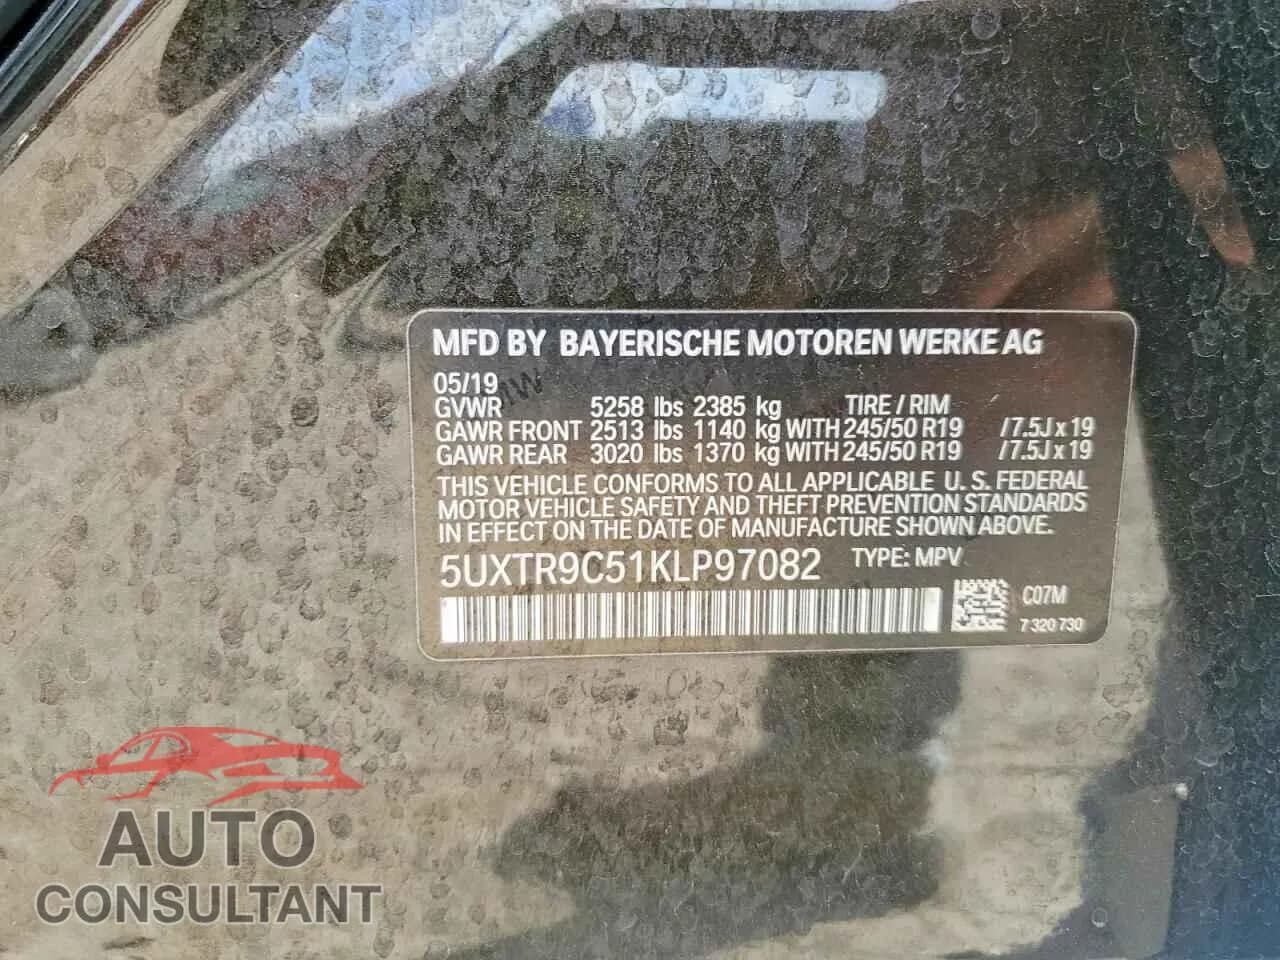 MFD BY BAYERISCHE MOTOREN WERKE AG
05/19
GVWR 5258 lbs 2385 kg TIRE / RIM
GAWR FRONT 2513 lbs 1140 kg WITH 245/50 R19 /7.5J x 19
GAWR REAR 3020 lbs 1370 kg WITH 245/50 R19 /7.5J x 19
THIS VEHICLE CONFORMS TO ALL APPLICABLE U. S. FEDERAL
MOTOR VEHICLE SAFETY AND THEFT PREVENTION STANDARDS
IN EFFECT ON THE DATE OF MANUFACTURE SHOWN ABOVE.
5UXTR9C51KLP97082 TYPE: MPV
C07M
7 320 730
AUTO
CONSULTANT